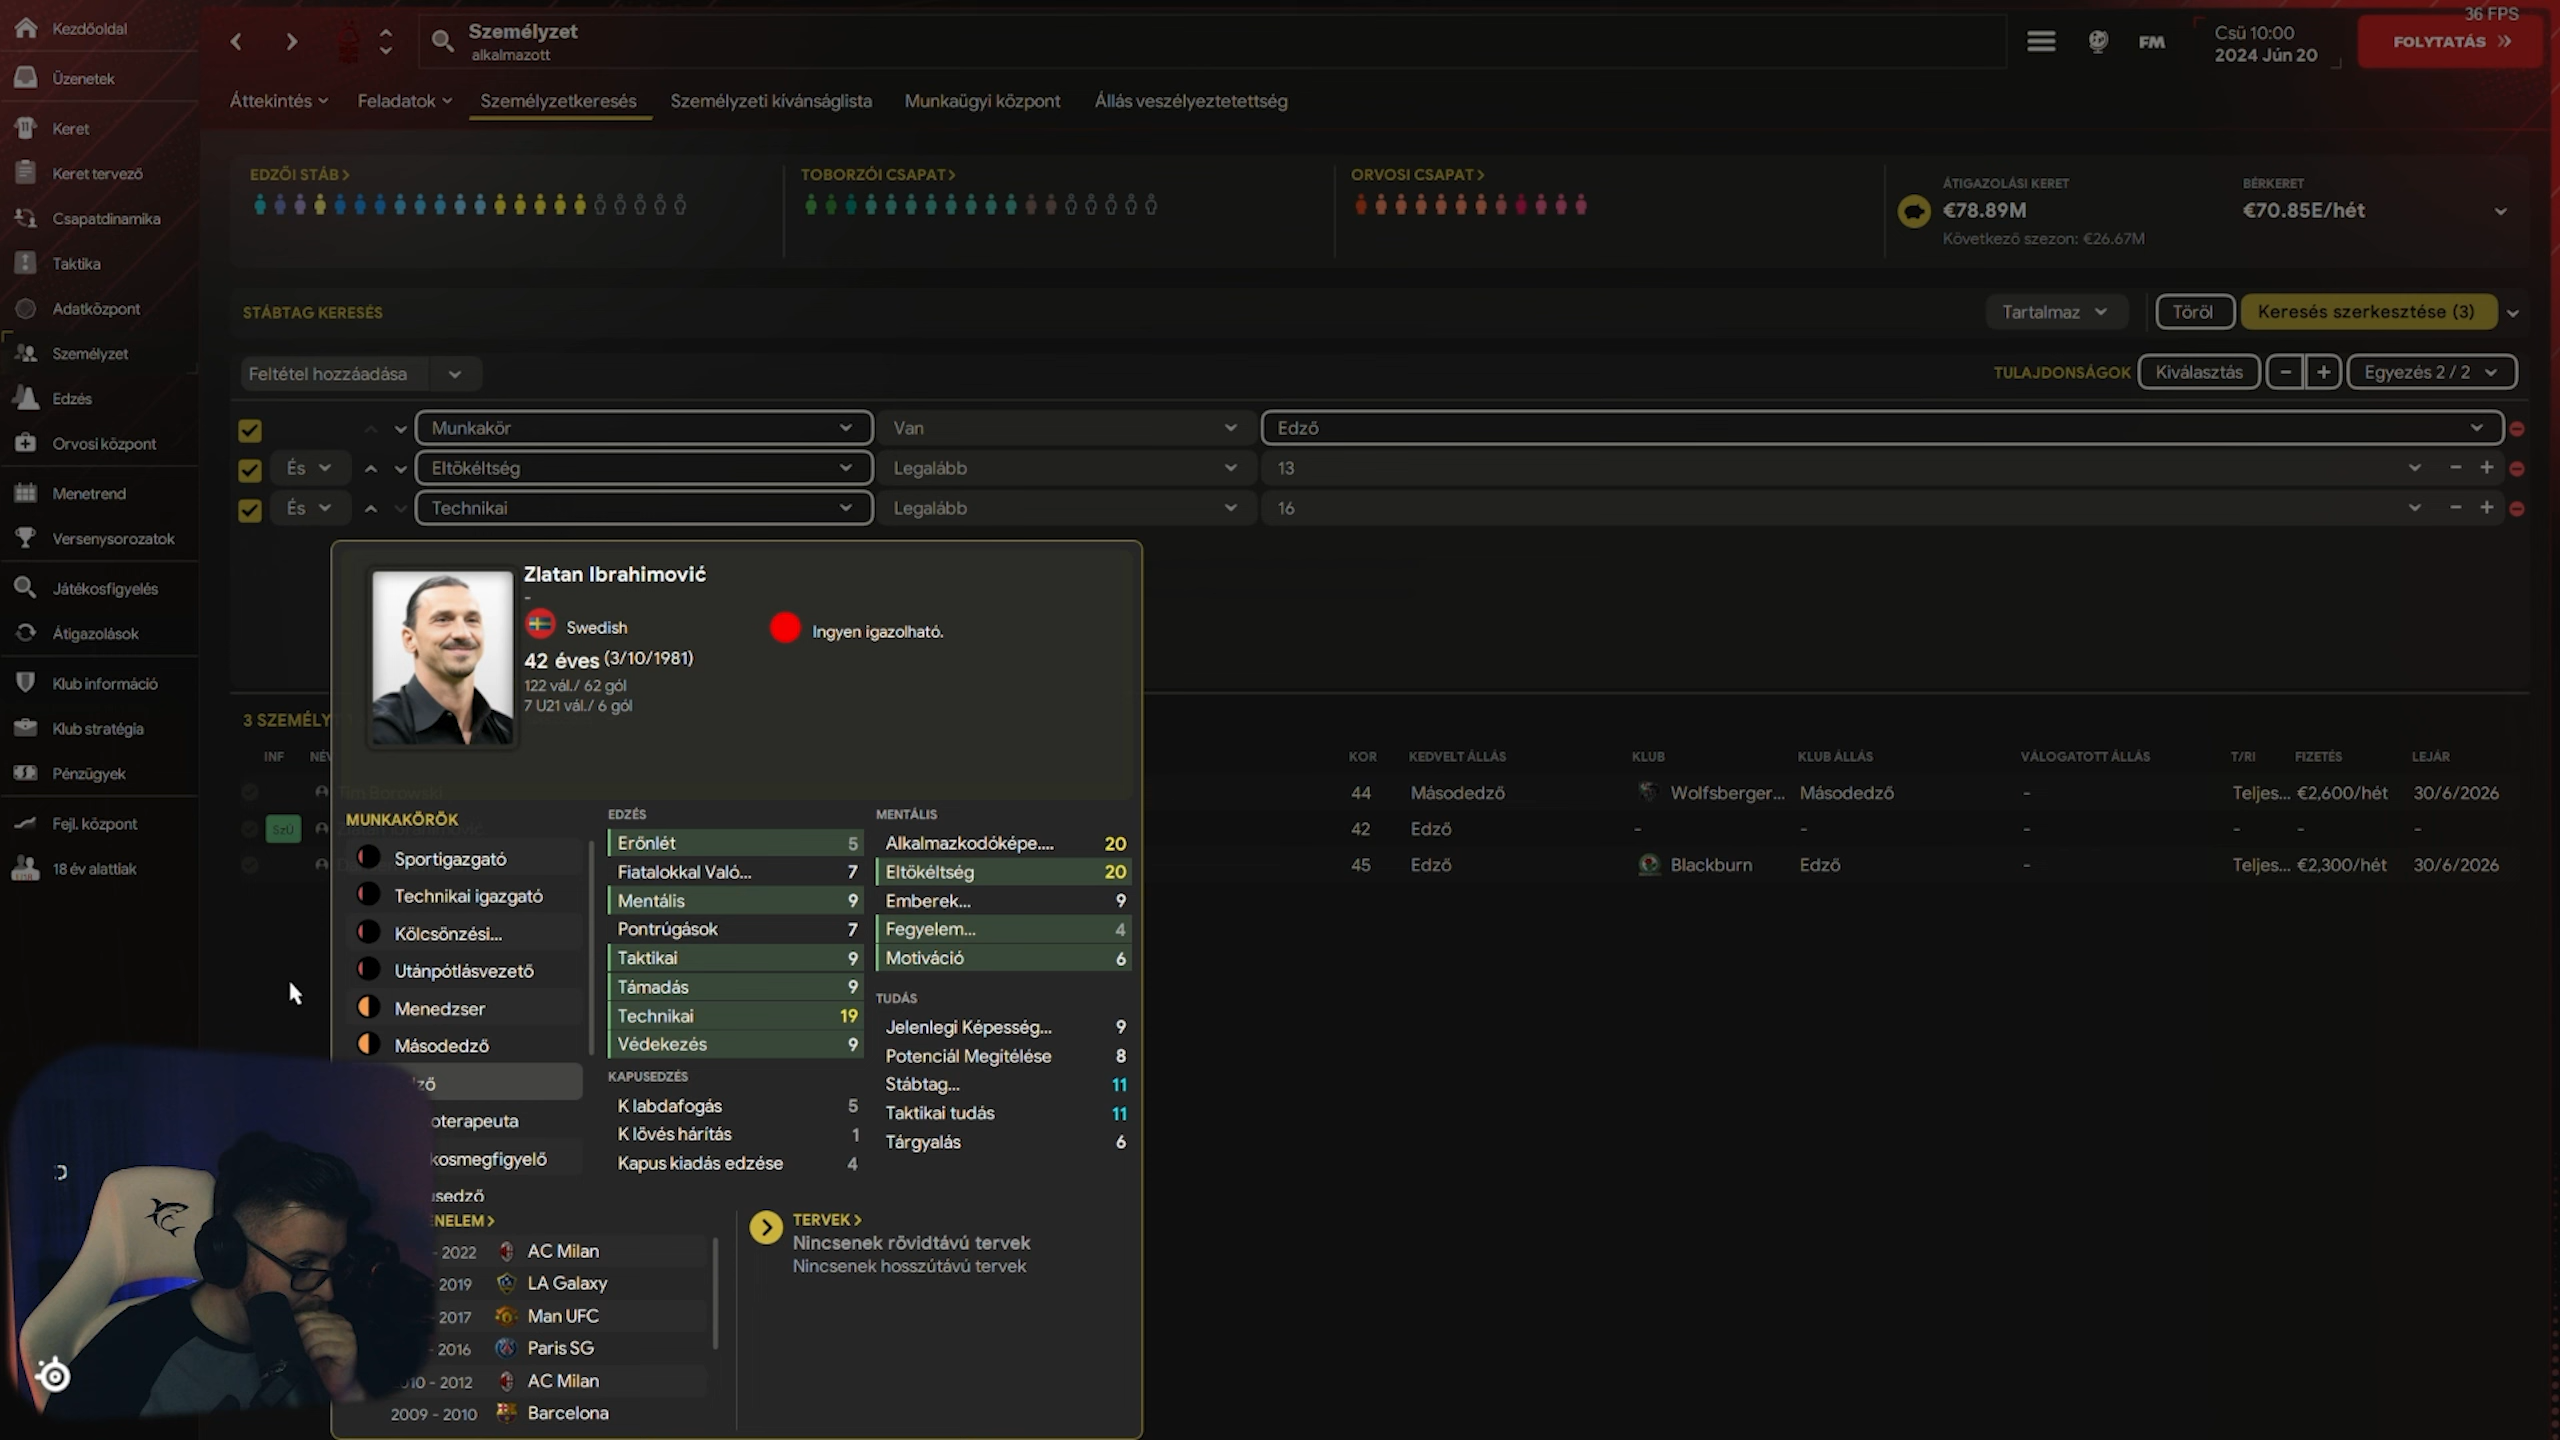 36 FPS
Kezdőoldal
Üzenetek
Keret
Keret tervező
Csapatdinamika
Taktika
Adatközpont
Személyzet
Edzés
Orvosi központ
Menetrend
Versenysorozatok
Játékosfigyelés
Átigazolások
Klub információ
Klub stratégia
Pénzügyek
Fejl. központ
18 év alattiak
Személyzet
alkalmazott
FM
Csü 10:00
2024 Jún 20
FOLYTATÁS
Áttekintés
Feladatok
Személyzetkeresés
Személyzeti kívánságlista
Munkaügyi központ
Állás veszélyeztetettség
EDZŐI STÁB
TOBORZÓI CSAPAT
ORVOSI CSAPAT
ÁTIGAZOLÁSI KERET
€78.89M
Következő szezon: €26.67M
BÉRKERET
€70.85E/hét
STÁBTAG KERESÉS
Tartalmaz
Töröl
Keresés szerkesztése (3)
Feltétel hozzáadása
TULAJDONSÁGOK
Kiválasztás
Egyezés 2 / 2
Munkakör Van Edző
És Eltökéltség Legalább 13
És Technikai Legalább 16
Zlatan Ibrahimović
-
Swedish
Ingyen igazolható.
42 éves (3/10/1981)
122 vál./ 62 gól
7 U21 vál./ 6 gól
3 SZEMÉLY
INF KOR KEDVELT ÁLLÁS KLUB KLUB ÁLLÁS VÁLOGATOTT ÁLLÁS T/RI FIZETÉS LEJÁR
Tim Borowski 44 Másodedző Wolfsberger... Másodedző - Teljes... €2,600/hét 30/6/2026
SzÜ 42 Edző - - - - - -
45 Edző Blackburn Edző - Teljes... €2,300/hét 30/6/2026
MUNKAKÖRÖK
Sportigazgató
Technikai igazgató
Kölcsönzési...
Utánpótlásvezető
Menedzser
Másodedző
ző
oterapeuta
kosmegfigyelő
usedző
EDZÉS
Erőnlét 5
Fiatalokkal Való... 7
Mentális 9
Pontrúgások 7
Taktikai 9
Támadás 9
Technikai 19
Védekezés 9
KAPUSEDZÉS
K labdafogás 5
K lövés hárítás 1
Kapus kiadás edzése 4
MENTÁLIS
Alkalmazkodóképe.... 20
Eltökéltség 20
Emberek... 9
Fegyelem... 4
Motiváció 6
TUDÁS
Jelenlegi Képesség... 9
Potenciál Megítélése 8
Stábtag... 11
Taktikai tudás 11
Tárgyalás 6
ENELEM
- 2022 AC Milan
2019 LA Galaxy
2017 Man UFC
- 2016 Paris SG
010 - 2012 AC Milan
2009 - 2010 Barcelona
TERVEK
Nincsenek rövidtávú tervek
Nincsenek hosszútávú tervek